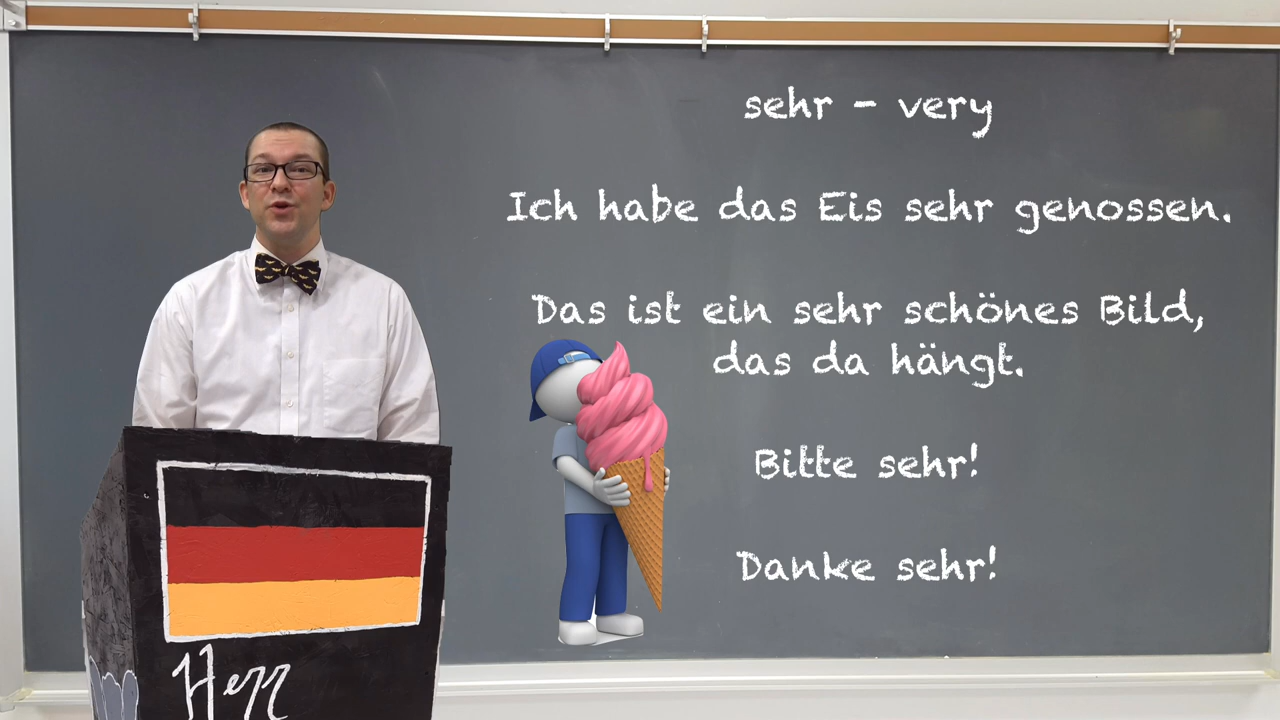 sehr - very
Ich habe das Eis sehr genossen.
Das ist ein sehr schönes Bild,
das da hängt.
Bitte sehr!
Danke sehr!
Herr